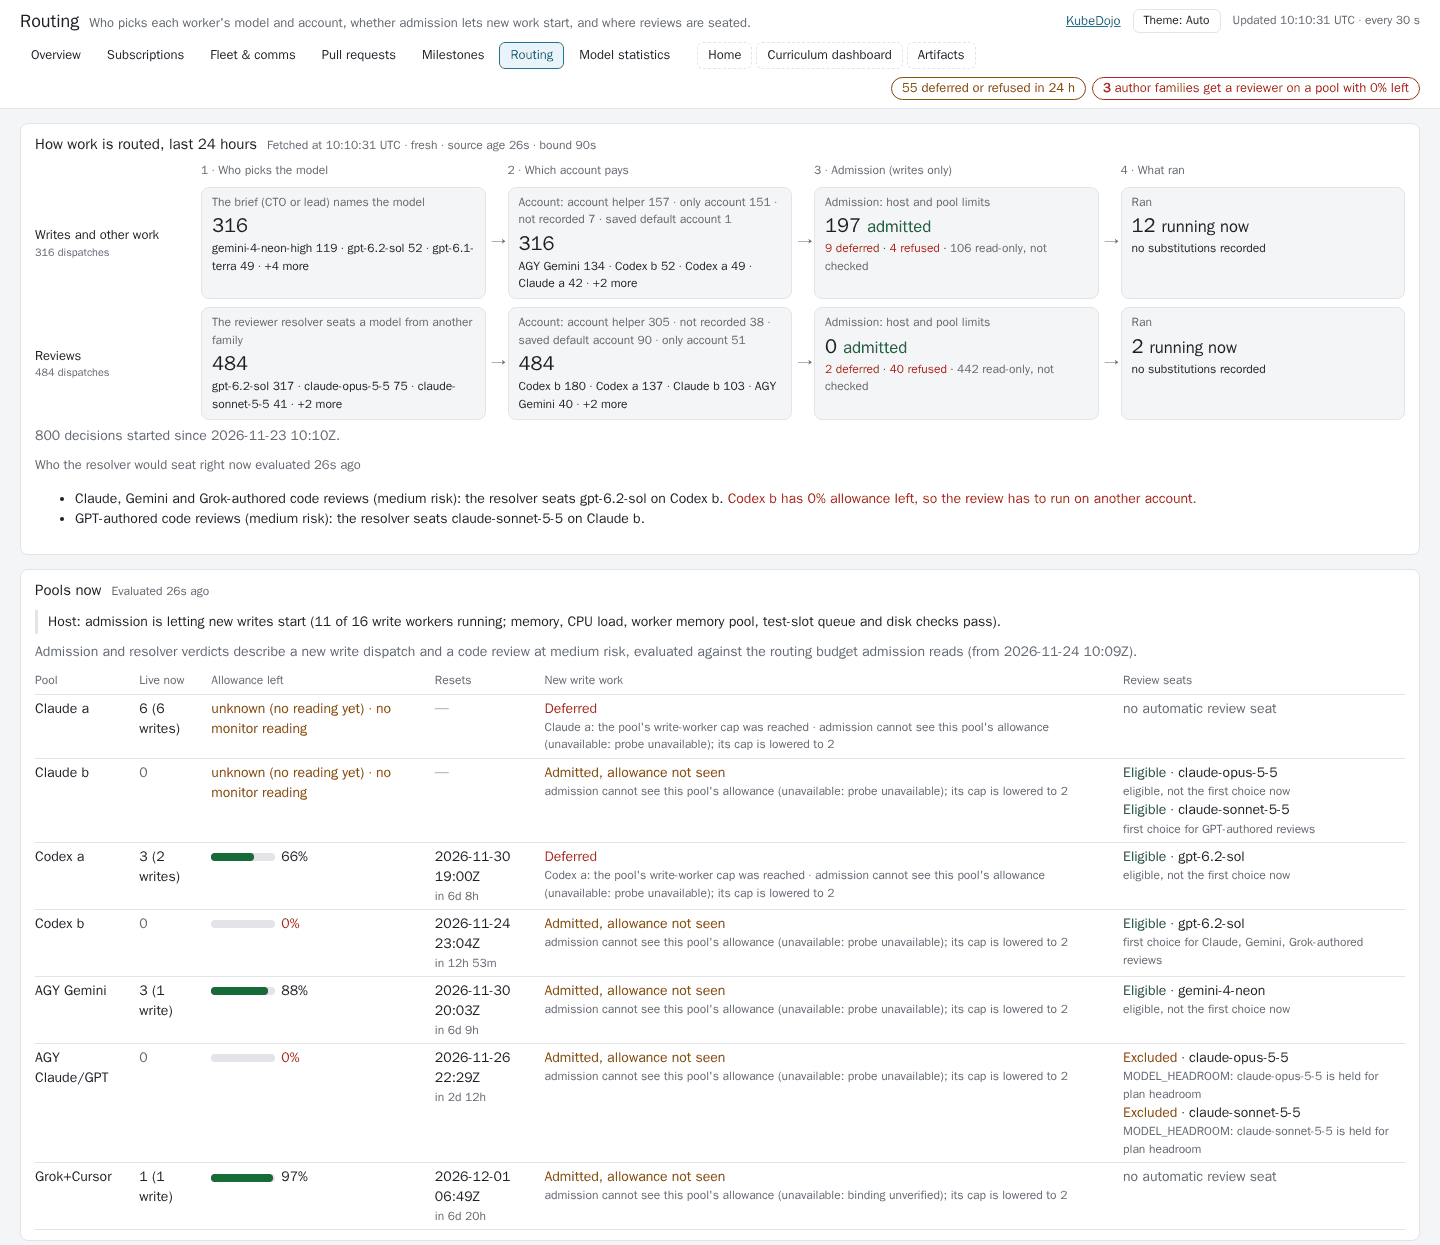 Routing Who picks each worker's model and account, whether admission lets new work start, and where reviews are seated.
KubeDojo Theme: Auto Updated 10:10:31 UTC · every 30 s
Overview Subscriptions Fleet & comms Pull requests Milestones Routing Model statistics Home Curriculum dashboard Artifacts
55 deferred or refused in 24 h 3 author families get a reviewer on a pool with 0% left
How work is routed, last 24 hours Fetched at 10:10:31 UTC · fresh · source age 26s · bound 90s
1 · Who picks the model
2 · Which account pays
3 · Admission (writes only)
4 · What ran
Writes and other work
316 dispatches
The brief (CTO or lead) names the model
316
gemini-4-neon-high 119 · gpt-6.2-sol 52 · gpt-6.1-
terra 49 · +4 more
→
Account: account helper 157 · only account 151 ·
not recorded 7 · saved default account 1
316
AGY Gemini 134 · Codex b 52 · Codex a 49 ·
Claude a 42 · +2 more
→
Admission: host and pool limits
197 admitted
9 deferred · 4 refused · 106 read-only, not
checked
→
Ran
12 running now
no substitutions recorded
Reviews
484 dispatches
The reviewer resolver seats a model from another
family
484
gpt-6.2-sol 317 · claude-opus-5-5 75 · claude-
sonnet-5-5 41 · +2 more
→
Account: account helper 305 · not recorded 38 ·
saved default account 90 · only account 51
484
Codex b 180 · Codex a 137 · Claude b 103 · AGY
Gemini 40 · +2 more
→
Admission: host and pool limits
0 admitted
2 deferred · 40 refused · 442 read-only, not
checked
→
Ran
2 running now
no substitutions recorded
800 decisions started since 2026-11-23 10:10Z.
Who the resolver would seat right now evaluated 26s ago
• Claude, Gemini and Grok-authored code reviews (medium risk): the resolver seats gpt-6.2-sol on Codex b. Codex b has 0% allowance left, so the review has to run on another account.
• GPT-authored code reviews (medium risk): the resolver seats claude-sonnet-5-5 on Claude b.
Pools now Evaluated 26s ago
Host: admission is letting new writes start (11 of 16 write workers running; memory, CPU load, worker memory pool, test-slot queue and disk checks pass).
Admission and resolver verdicts describe a new write dispatch and a code review at medium risk, evaluated against the routing budget admission reads (from 2026-11-24 10:09Z).
Pool Live now Allowance left Resets New write work Review seats
Claude a
6 (6
writes)
unknown (no reading yet) · no
monitor reading
—
Deferred
Claude a: the pool's write-worker cap was reached · admission cannot see this pool's allowance
(unavailable: probe unavailable); its cap is lowered to 2
no automatic review seat
Claude b
0
unknown (no reading yet) · no
monitor reading
—
Admitted, allowance not seen
admission cannot see this pool's allowance (unavailable: probe unavailable); its cap is lowered to 2
Eligible · claude-opus-5-5
eligible, not the first choice now
Eligible · claude-sonnet-5-5
first choice for GPT-authored reviews
Codex a
3 (2
writes)
66%
2026-11-30
19:00Z
in 6d 8h
Deferred
Codex a: the pool's write-worker cap was reached · admission cannot see this pool's allowance
(unavailable: probe unavailable); its cap is lowered to 2
Eligible · gpt-6.2-sol
eligible, not the first choice now
Codex b
0
0%
2026-11-24
23:04Z
in 12h 53m
Admitted, allowance not seen
admission cannot see this pool's allowance (unavailable: probe unavailable); its cap is lowered to 2
Eligible · gpt-6.2-sol
first choice for Claude, Gemini, Grok-authored
reviews
AGY Gemini
3 (1
write)
88%
2026-11-30
20:03Z
in 6d 9h
Admitted, allowance not seen
admission cannot see this pool's allowance (unavailable: probe unavailable); its cap is lowered to 2
Eligible · gemini-4-neon
eligible, not the first choice now
AGY
Claude/GPT
0
0%
2026-11-26
22:29Z
in 2d 12h
Admitted, allowance not seen
admission cannot see this pool's allowance (unavailable: probe unavailable); its cap is lowered to 2
Excluded · claude-opus-5-5
MODEL_HEADROOM: claude-opus-5-5 is held for
plan headroom
Excluded · claude-sonnet-5-5
MODEL_HEADROOM: claude-sonnet-5-5 is held for
plan headroom
Grok+Cursor
1 (1
write)
97%
2026-12-01
06:49Z
in 6d 20h
Admitted, allowance not seen
admission cannot see this pool's allowance (unavailable: binding unverified); its cap is lowered to 2
no automatic review seat